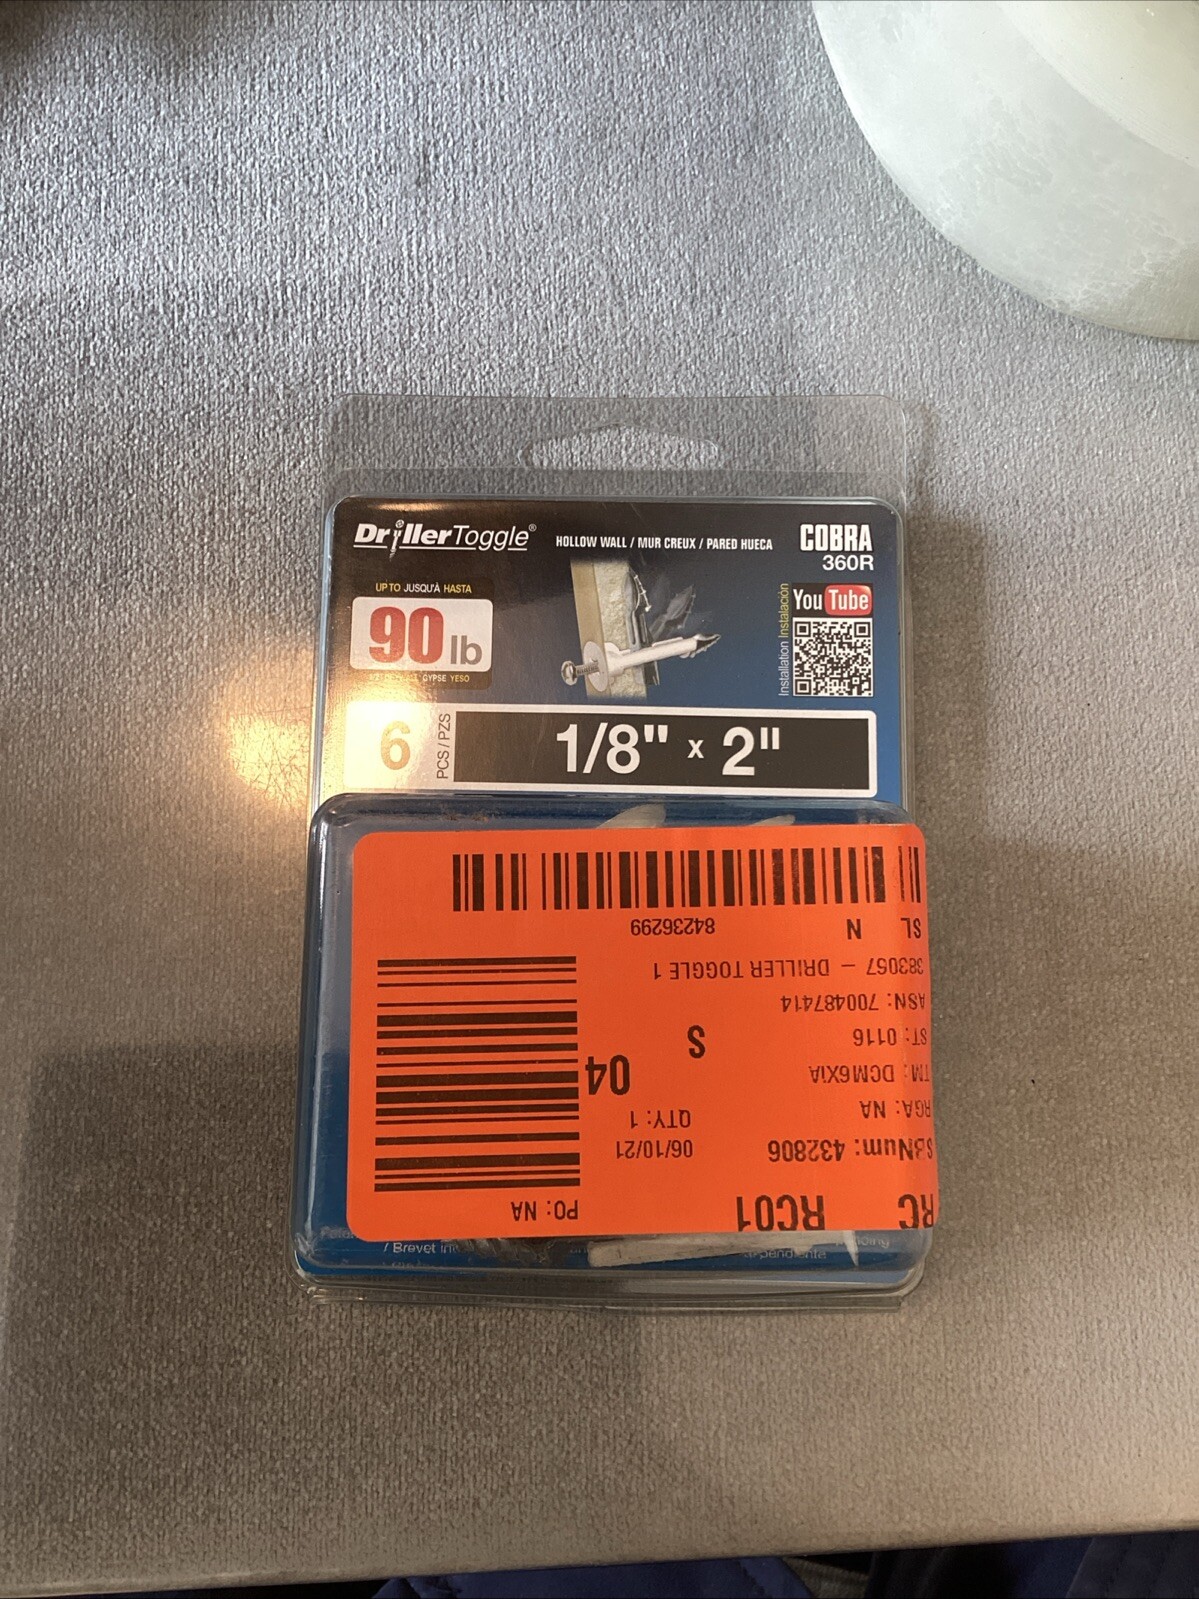 DrillerToggle®
HOLLOW WALL / MUR CREUX / PARED HUECA
COBRA
360R
UP TO JUSQU'À HASTA
90 lb
GYPSE YESO
Installation Instalación
YouTube
6
PCS / PZS
1/8" x 2"
84236299
SL N
383057 – DRILLER TOGGLE 1
ASN: 700487414
ST: 0116
S
TM: DCM6XIA
04
RGA: NA
QTY: 1
SBNum: 432806
06/10/21
RC RC01
PO: NA
/ Brevet